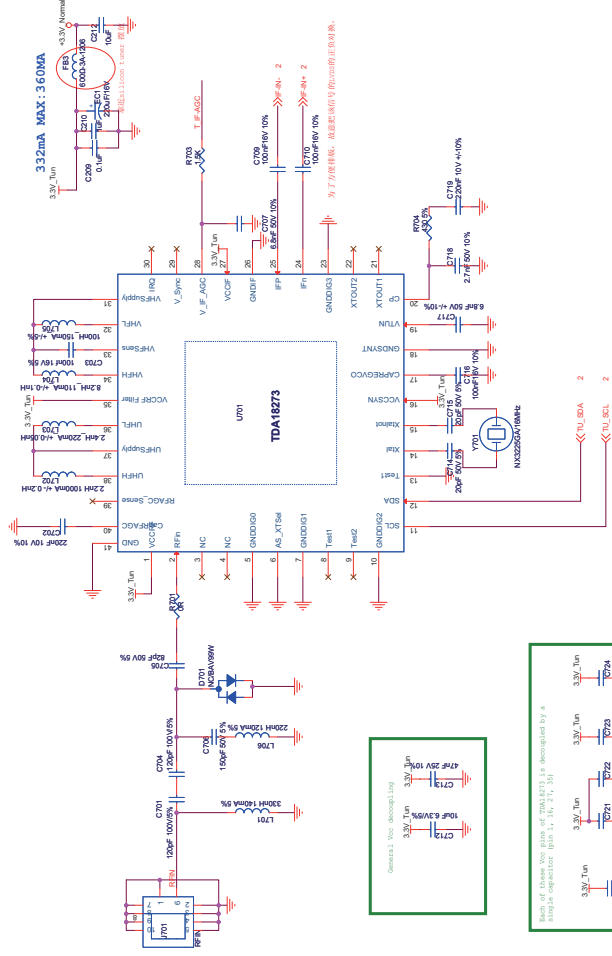 332mA MAX:360MA
+3.3V_Normal
3.3V_Tun
FB3
600Ω-3A-1206
C212
10uF
EC1
220uF/16V
C210
1uF
C209
0.1uF
T IF-AGC
R703
1.5K
C707
6.8nF 50V 10%
3.3V_Tun
C709
100nF16V 10%
IF-IN- 2
C710
100nF16V 10%
IF-IN+ 2
R704
430 5%
C719
220nF 10V +/-10%
C718
2.7nF 50V 10%
6.8nF 50V +/-10%
C717
C716
100nF16V 10%
3.3V_Tun
C715
20pF 50V 5%
C714
20pF 50V 5%
Y701
NX3225GA/16MHz
TU_SDA 2
TU_SCL 2
U701
TDA18273
30 IRQ
29 V_Sync
28 V_IF_AGC
27 VCCIF
26 GNDIF
25 IFP
24 IFn
23 GNDDIG3
22 XTOUT2
21 XTOUT1
20 CP
19 VTUN
18 GNDSYNT
17 CAPREGVCO
16 VCCSYN
15 Xtalnot
14 Xtal
13 Test1
12 SDA
11 SCL
31 VHFSupply
32 VHFL
33 VHFSens
34 VHFH
35 VCCRF Filter
36 UHFL
37 UHFSupply
38 UHFH
39 RFAGC_Sense
40 CapRFAGC
41 GND
1 VCCRF
2 RFin
3 NC
4 NC
5 GNDDIG0
6 AS_XTSel
7 GNDDIG1
8 Test1
9 Test2
10 GNDDIG2
L705
100nH 150mA +/-5%
C703
100nf 16V 5%
L704
8.2nH 110mA +/-0.1nH
3.3V_Tun
L703
2.4nH 220mA +/-0.05nH
L702
2.2nH 1000mA +/- 0.2nH
C702
220nF 10V 10%
3.3V_Tun
R701
0R
C705
82pF 50V 5%
D701
NC/BAV99W
C706
150pF 50V 5%
L706
220nH 120mA 5%
C704
120pF 100V/5%
C701
120pF 100V/5%
L701
330nH 140mA 5%
RFIN
J701
RFIN
General Vcc decoupling
3.3V_Tun
C713
47nF 25V 10%
3.3V_Tun
C712
10uF 6.3V/5%
Each of these Vcc pins of TDA18273 is decoupled by a
single capacitor (pin 1, 16, 27, 35)
3.3V_Tun
C724
3.3V_Tun
C723
3.3V_Tun
C722
C721
3.3V_Tun